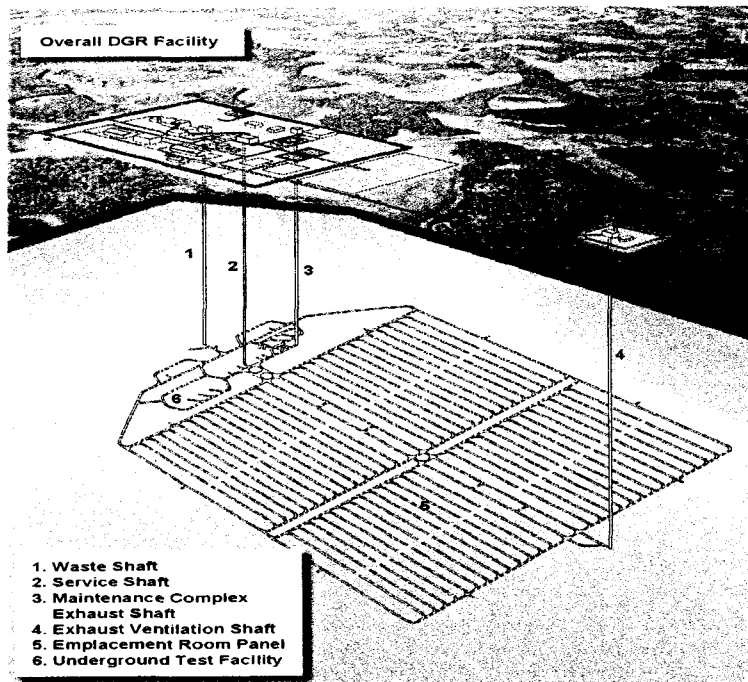 Overall DGR Facility
1
2
3
4
6
5
1. Waste Shaft
2. Service Shaft
3. Maintenance Complex
Exhaust Shaft
4. Exhaust Ventilation Shaft
5. Emplacement Room Panel
6. Underground Test Facility